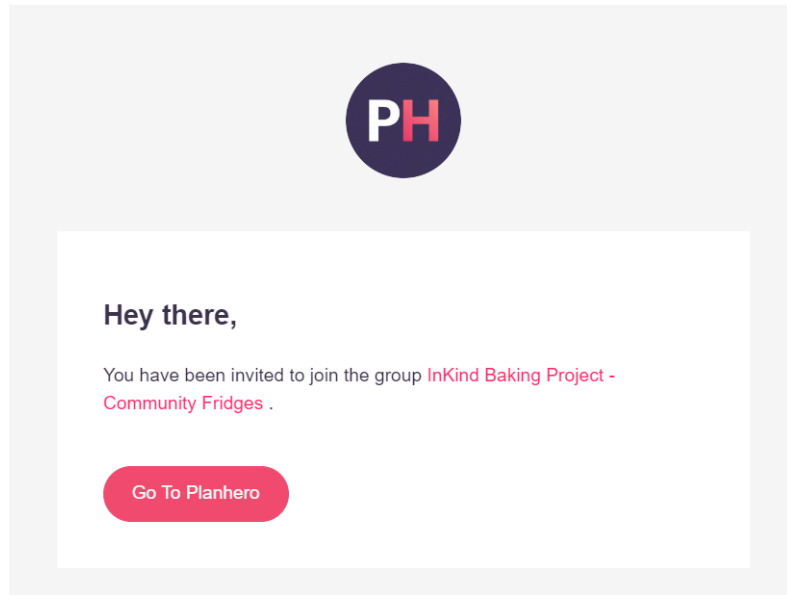 PH
Hey there,
You have been invited to join the group InKind Baking Project -
Community Fridges .
Go To Planhero